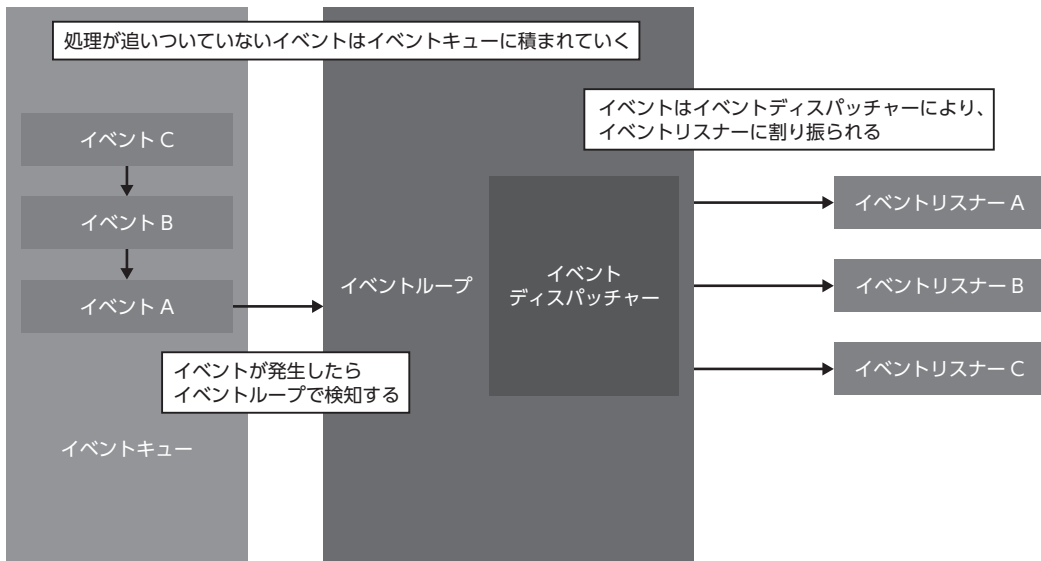 処理が追いついていないイベントはイベントキューに積まれていく
イベントはイベントディスパッチャーにより、
イベントリスナーに割り振られる
イベント C
イベント B
イベント A
イベントが発生したら
イベントループで検知する
イベントキュー
イベントループ
イベント
ディスパッチャー
イベントリスナー A
イベントリスナー B
イベントリスナー C